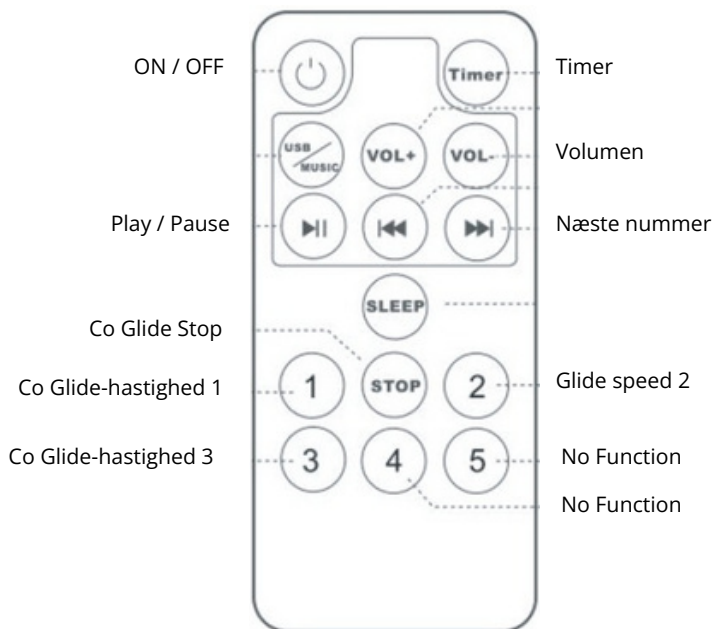 ON / OFF
Timer
Timer
USB
MUSIC
VOL+
VOL-
Volumen
Play / Pause
Næste nummer
SLEEP
Co Glide Stop
Co Glide-hastighed 1
1
STOP
2
Glide speed 2
Co Glide-hastighed 3
3
4
5
No Function
No Function